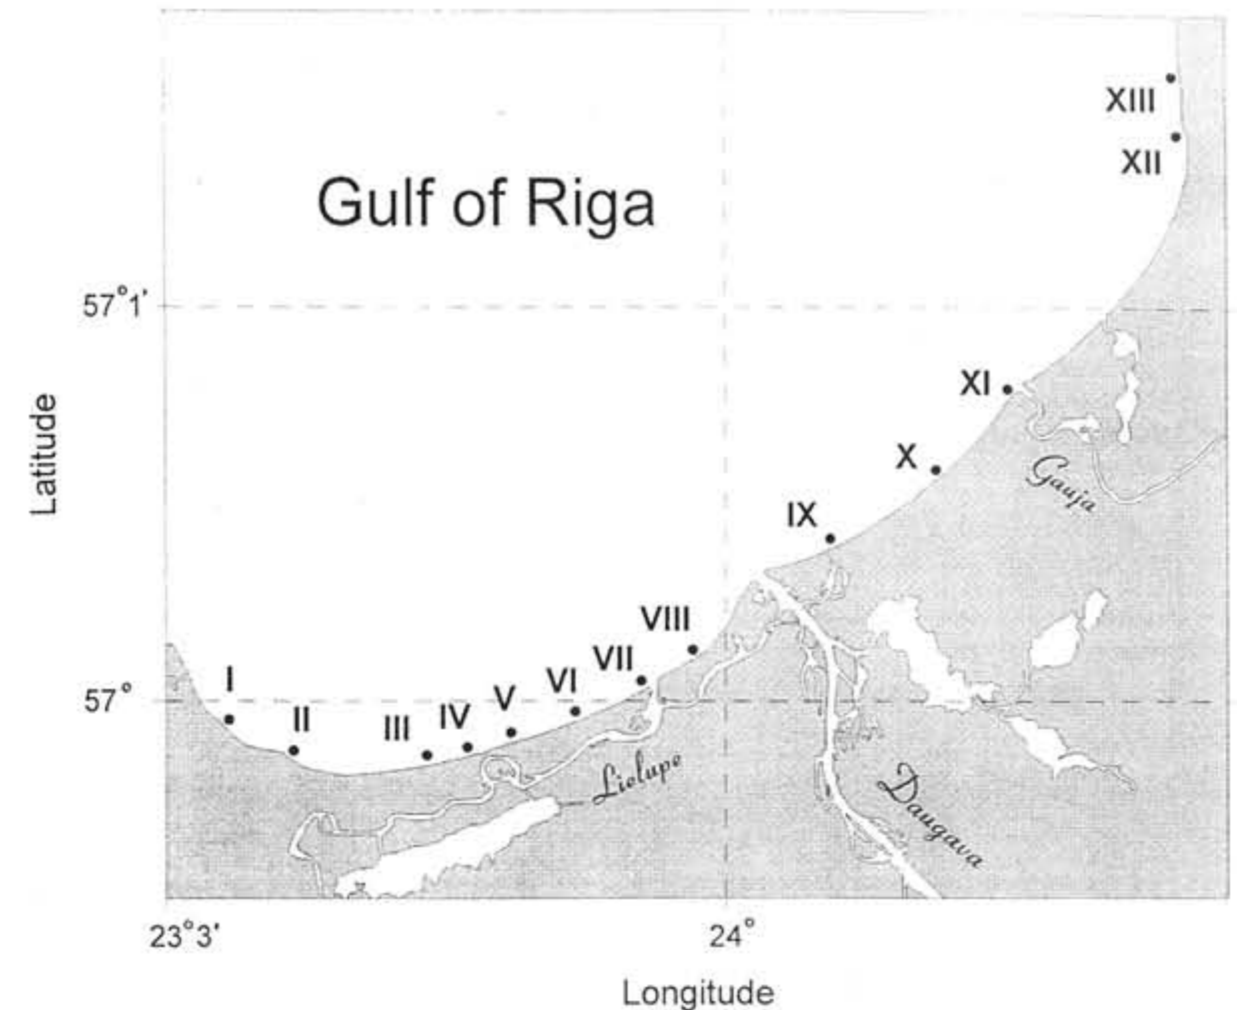 XIII
XII
Gulf of Riga
57°1'
XI
X
Gauja
IX
VIII
VII
I
VI
57°
V
II
IV
III
Lielupe
Daugava
23°3'
24°
Latitude
Longitude